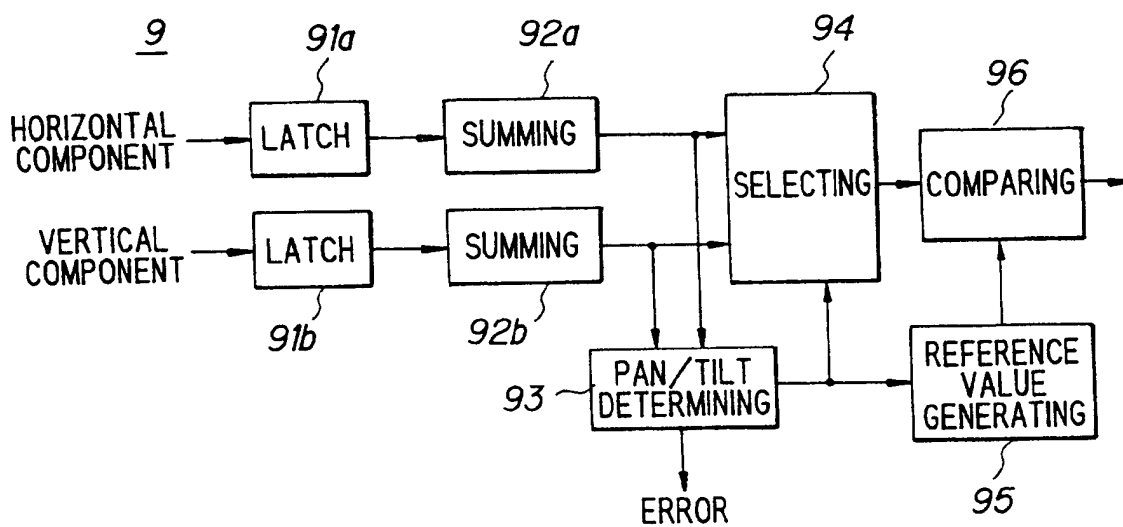 9
91a
92a
94
96
HORIZONTAL
COMPONENT
LATCH
SUMMING
SELECTING
COMPARING
VERTICAL
COMPONENT
LATCH
SUMMING
91b
92b
93
PAN/TILT
DETERMINING
REFERENCE
VALUE
GENERATING
95
ERROR